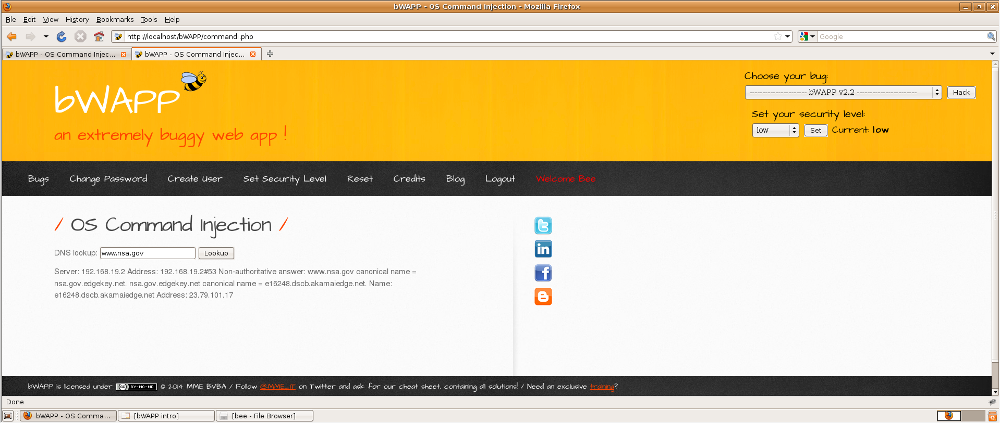 bWAPP - OS Command Injection - Mozilla Firefox
File Edit View History Bookmarks Tools Help
http://localhost/bWAPP/commandi.php
Google
bWAPP - OS Command Injec...
bWAPP - OS Command Injec...
bWAPP
an extremely buggy web app !
Choose your bug:
---------------------- bWAPP v2.2 ----------------------- Hack
Set your security level:
low Set Current: low
Bugs Change Password Create User Set Security Level Reset Credits Blog Logout Welcome Bee
/ OS Command Injection /
DNS lookup: www.nsa.gov Lookup
Server: 192.168.19.2 Address: 192.168.19.2#53 Non-authoritative answer: www.nsa.gov canonical name =
nsa.gov.edgekey.net. nsa.gov.edgekey.net canonical name = e16248.dscb.akamaiedge.net. Name:
e16248.dscb.akamaiedge.net Address: 23.79.101.17
t
in
f
B
bWAPP is licensed under (cc) BY-NC-ND © 2014 MME BVBA / Follow @MME_IT on Twitter and ask for our cheat sheet, containing all solutions! / Need an exclusive training?
Done
bWAPP - OS Comma... [bWAPP intro] [bee - File Browser]